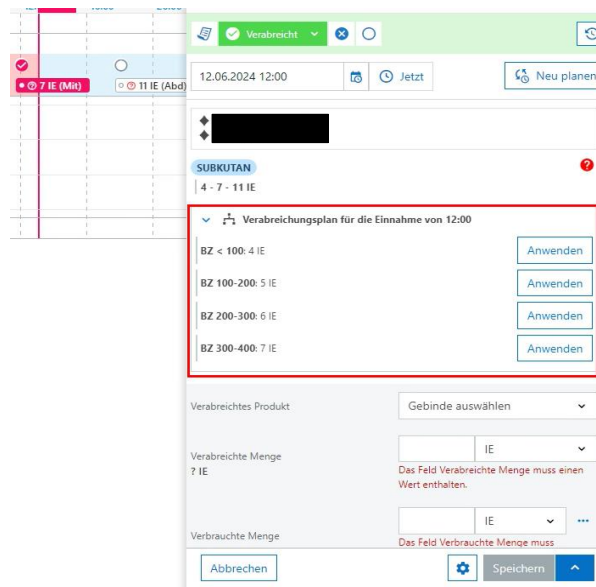 Verabreicht
12.06.2024 12:00
Jetzt
Neu planen
7 IE (Mit)
11 IE (Abd)
SUBKUTAN
4 - 7 - 11 IE
Verabreichungsplan für die Einnahme von 12:00
BZ < 100: 4 IE
Anwenden
BZ 100-200: 5 IE
Anwenden
BZ 200-300: 6 IE
Anwenden
BZ 300-400: 7 IE
Anwenden
Verabreichtes Produkt
Gebinde auswählen
Verabreichte Menge
? IE
IE
Das Feld Verabreichte Menge muss einen
Wert enthalten.
Verbrauchte Menge
IE
Das Feld Verbrauchte Menge muss
Abbrechen
Speichern